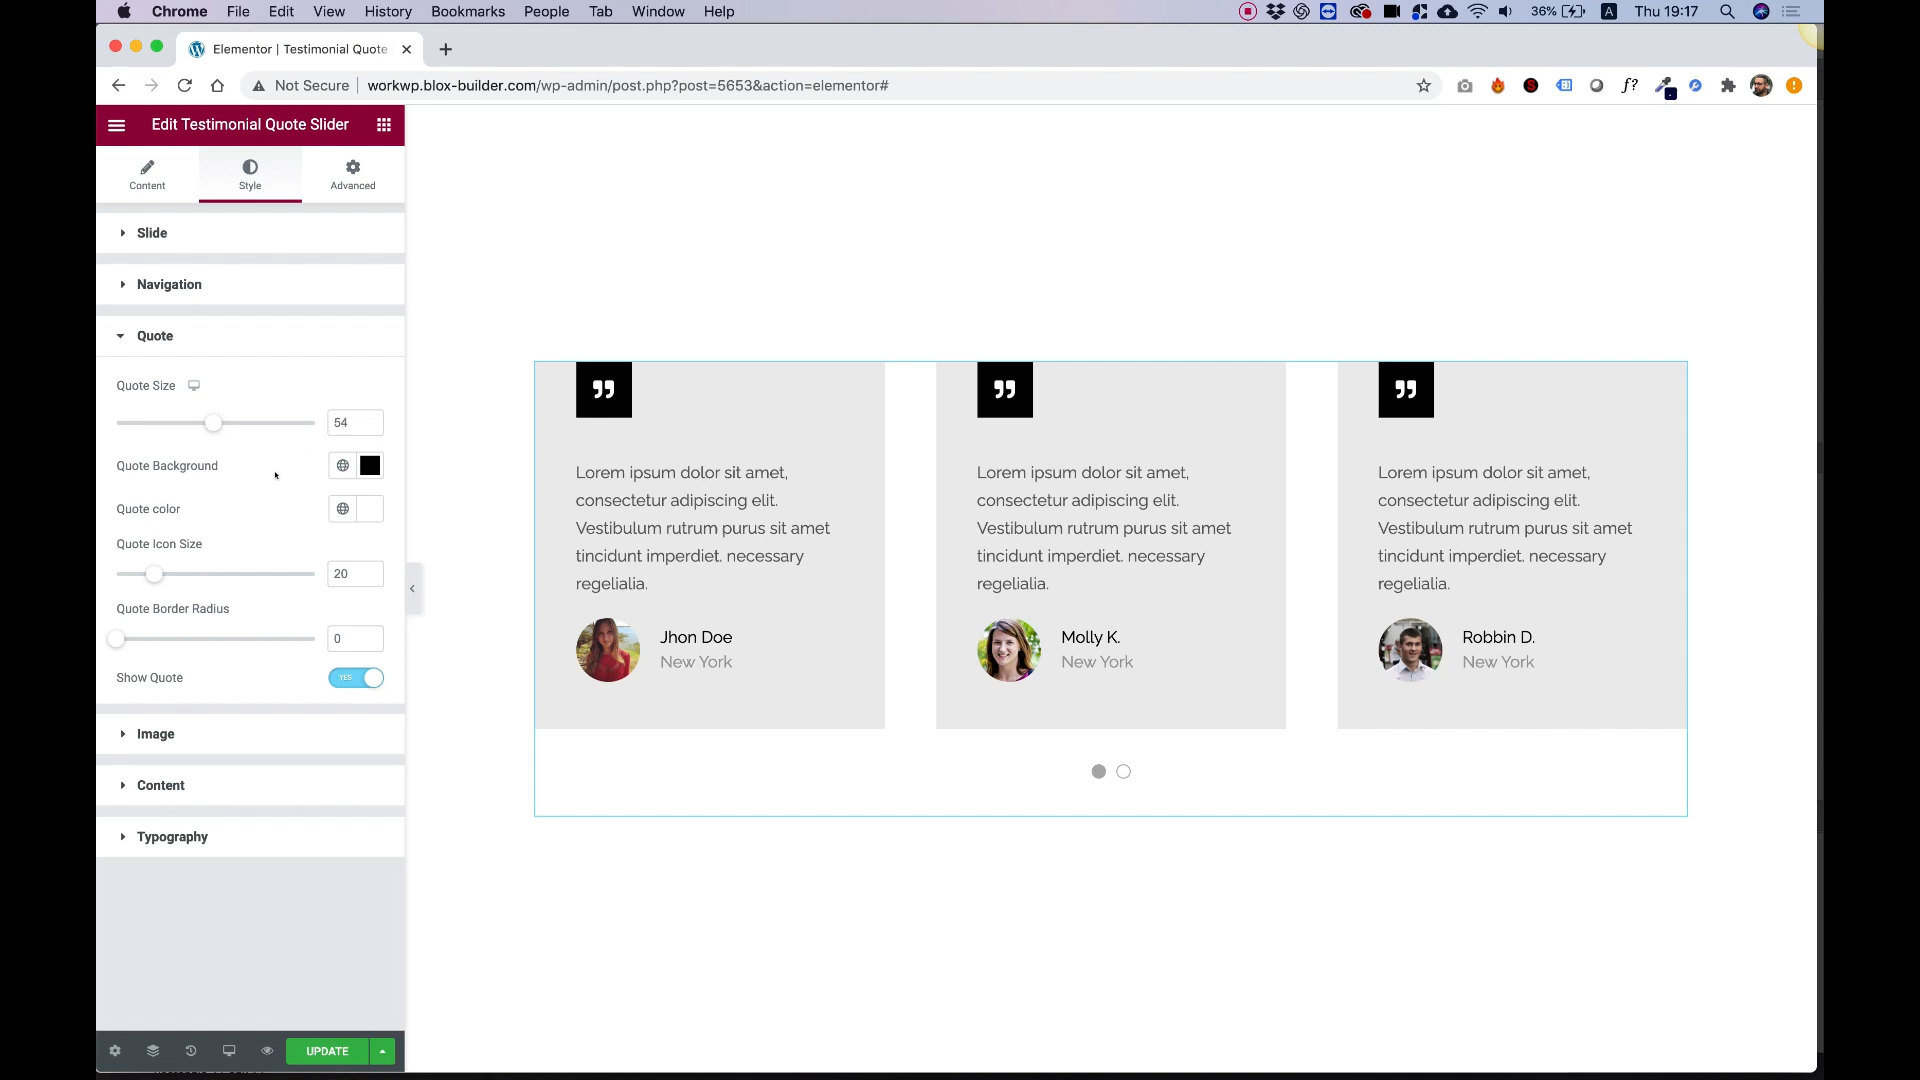 Chrome File Edit View History Bookmarks People Tab Window Help 36% A Thu 19:17
Elementor | Testimonial Quote
Not Secure workwp.blox-builder.com/wp-admin/post.php?post=5653&action=elementor#
Edit Testimonial Quote Slider
Content
Style
Advanced
Slide
Navigation
Quote
Quote Size
54
Quote Background
Quote color
Quote Icon Size
20
Quote Border Radius
0
Show Quote YES
Image
Content
Typography
UPDATE
Lorem ipsum dolor sit amet,
consectetur adipiscing elit.
Vestibulum rutrum purus sit amet
tincidunt imperdiet. necessary
regelialia.
Jhon Doe
New York
Lorem ipsum dolor sit amet,
consectetur adipiscing elit.
Vestibulum rutrum purus sit amet
tincidunt imperdiet. necessary
regelialia.
Molly K.
New York
Lorem ipsum dolor sit amet,
consectetur adipiscing elit.
Vestibulum rutrum purus sit amet
tincidunt imperdiet. necessary
regelialia.
Robbin D.
New York